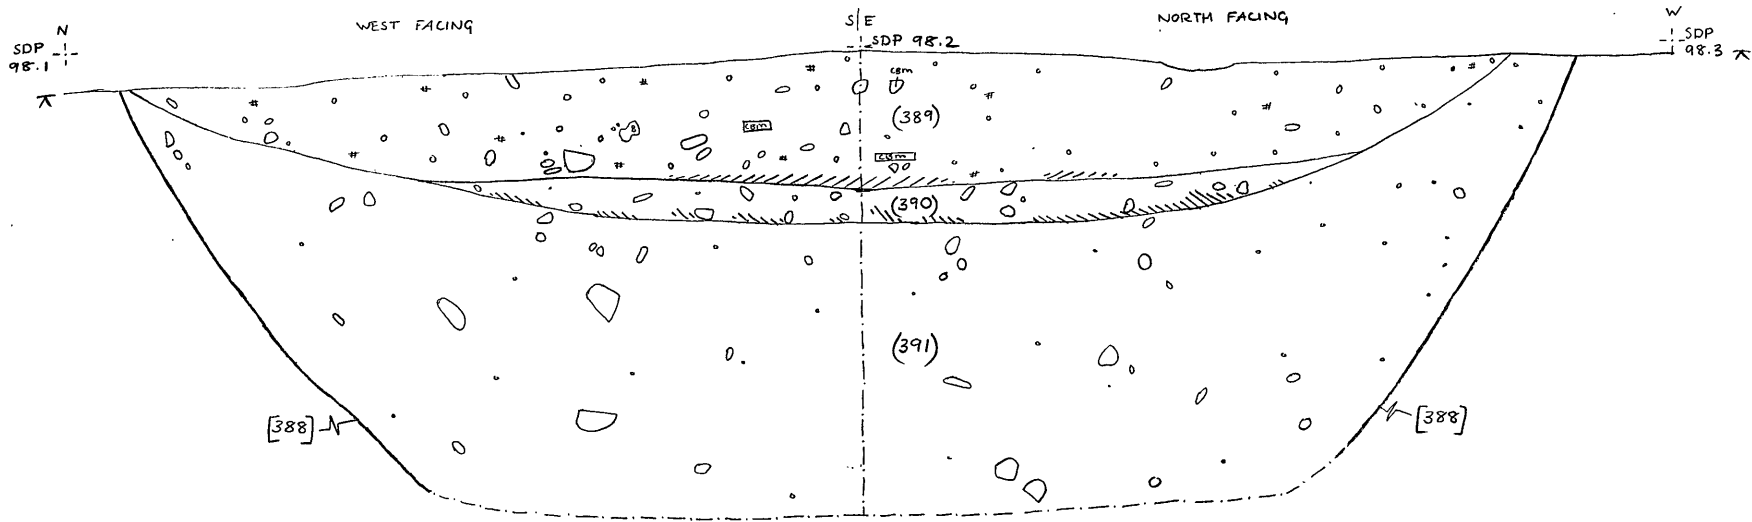 WEST FACING
NORTH FACING
N
SDP
98.1
S E
SDP 98.2
W
SDP
98.3
CBM
(389)
CBM
CBM
(390)
(391)
[388]
[388]